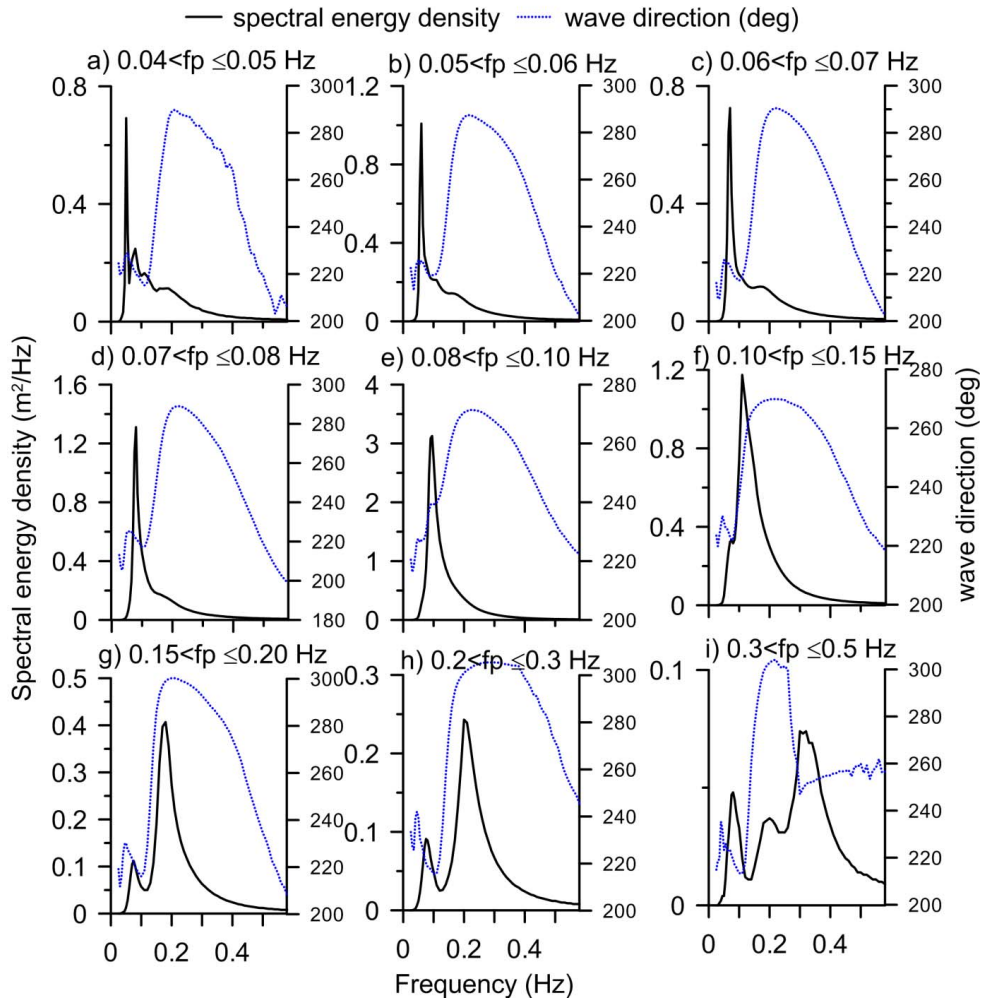 spectral energy density wave direction (deg)
a) 0.04<fp ≤0.05 Hz b) 0.05<fp ≤0.06 Hz c) 0.06<fp ≤0.07 Hz
0.8 300 1.2 300 0.8 300
280 280 280
0.8
260 260 260
0.4 0.4
240 240 240
0.4
220 220 220
0 200 0 200 0 200
d) 0.07<fp ≤0.08 Hz e) 0.08<fp ≤0.10 Hz f) 0.10<fp ≤0.15 Hz
1.6 300 4 280 1.2 280
280
1.2 3 260 260
260
0.8
0.8 240 2 240 240
220 0.4
0.4 1 220 220
200
0 180 0 200 0 200
g) 0.15<fp ≤0.20 Hz h) 0.2<fp ≤0.3 Hz i) 0.3<fp ≤0.5 Hz
0.5 300 0.3 300 0.1 300
0.4 280 280 280
0.3 0.2
260 260 260
0.2
240 0.1 240 240
0.1
220 220 220
0 200 0 200 0 200
0 0.2 0.4 0 0.2 0.4 0 0.2 0.4
Frequency (Hz)
Spectral energy density (m²/Hz)
wave direction (deg)